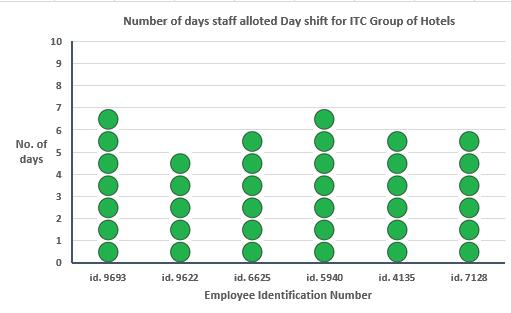 Number of days staff alloted Day shift for ITC Group of Hotels
10
9
8
7
6
5
4
3
2
1
0
No. of
days
id. 9693 id. 9622 id. 6625 id. 5940 id. 4135 id. 7128
Employee Identification Number